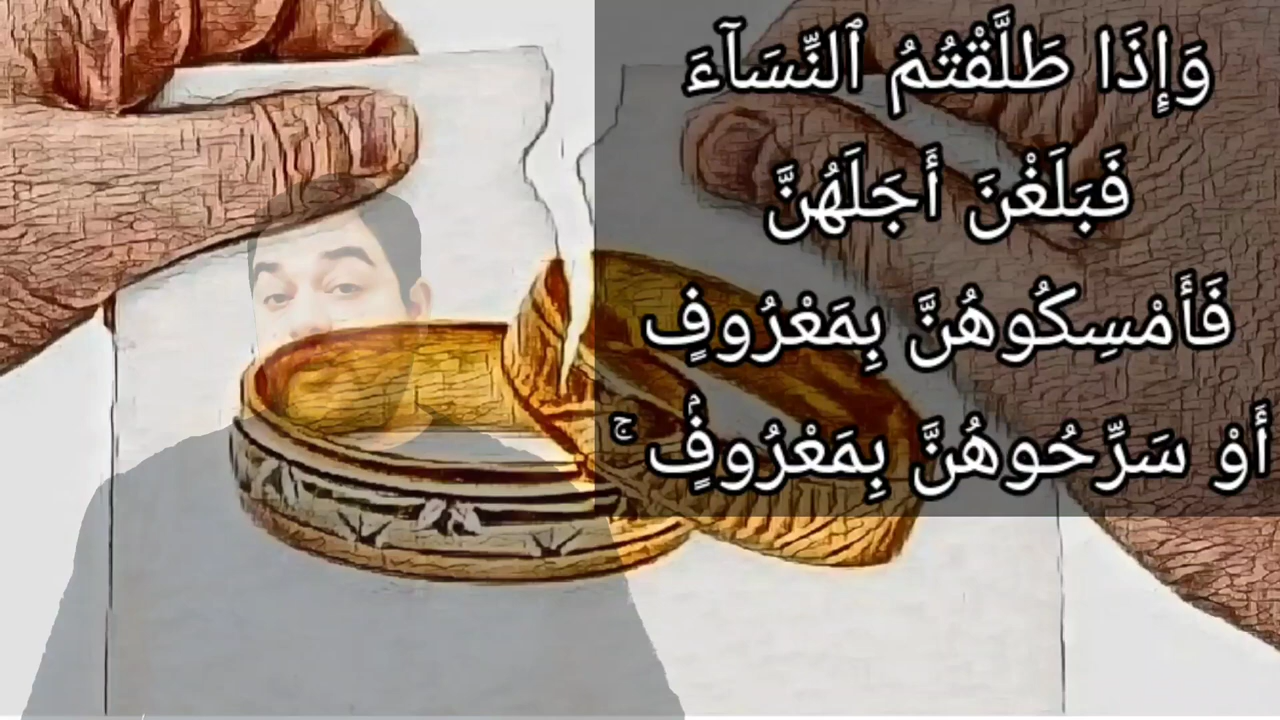 وَإِذَا طَلَّقْتُمُ ٱلنِّسَآءَ
فَبَلَغْنَ أَجَلَهُنَّ
فَأَمْسِكُوهُنَّ بِمَعْرُوفٍ
أَوْ سَرِّحُوهُنَّ بِمَعْرُوفٍۢ ۚ